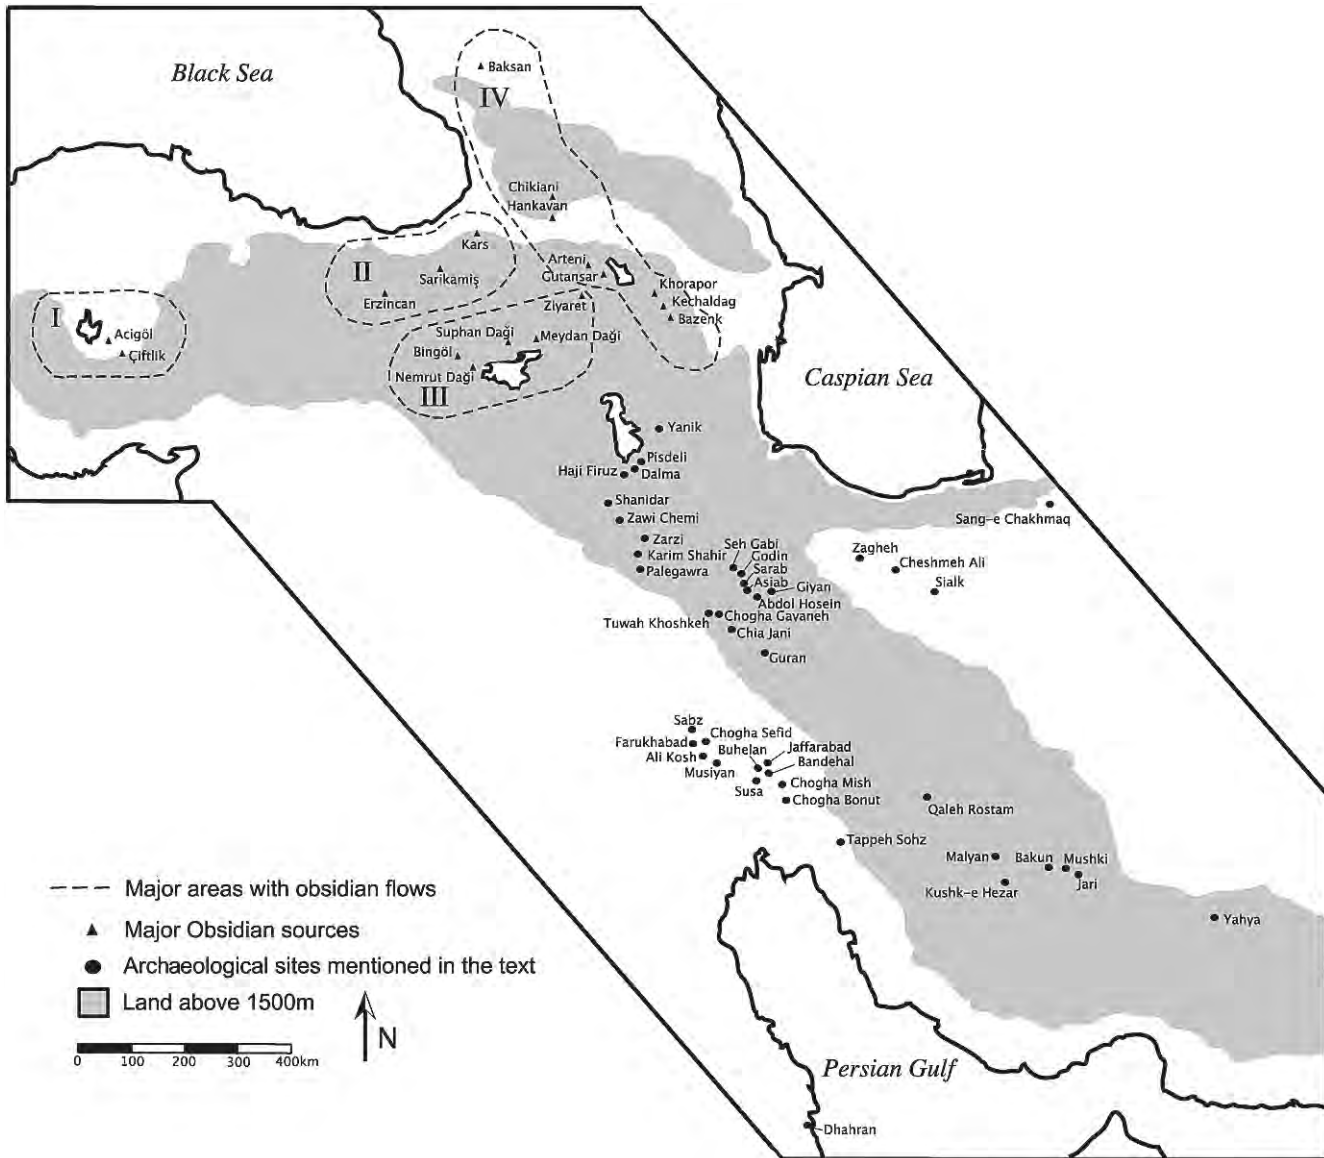 Black Sea
Baksan
IV
Chikiani
Hankavan
Kars
II
Sarikamiş
Erzincan
Arteni
Gutansar
Ziyaret
Khorapor
Kechaldag
Bazenk
I
Acigöl
Çiftlik
Suphan Daği
Meydan Daği
Bingöl
Nemrut Daği
III
Caspian Sea
Yanik
Pisdeli
Haji Firuz
Dalma
Shanidar
Zawi Chemi
Zarzi
Karim Shahir
Palegawra
Sang-e Chakhmaq
Seh Gabi
Godin
Sarab
Asiab
Giyan
Abdol Hosein
Zagheh
Cheshmeh Ali
Sialk
Tuwah Khoshkeh
Chogha Gavaneh
Chia Jani
Guran
Sabz
Chogha Sefid
Farukhabad
Ali Kosh
Musiyan
Buhelan
Jaffarabad
Bandehal
Susa
Chogha Mish
Chogha Bonut
Qaleh Rostam
Tappeh Sohz
Malyan
Bakun
Mushki
Jari
Kushk-e Hezar
Yahya
Major areas with obsidian flows
Major Obsidian sources
Archaeological sites mentioned in the text
Land above 1500m
N
0 100 200 300 400km
Persian Gulf
Dhahran